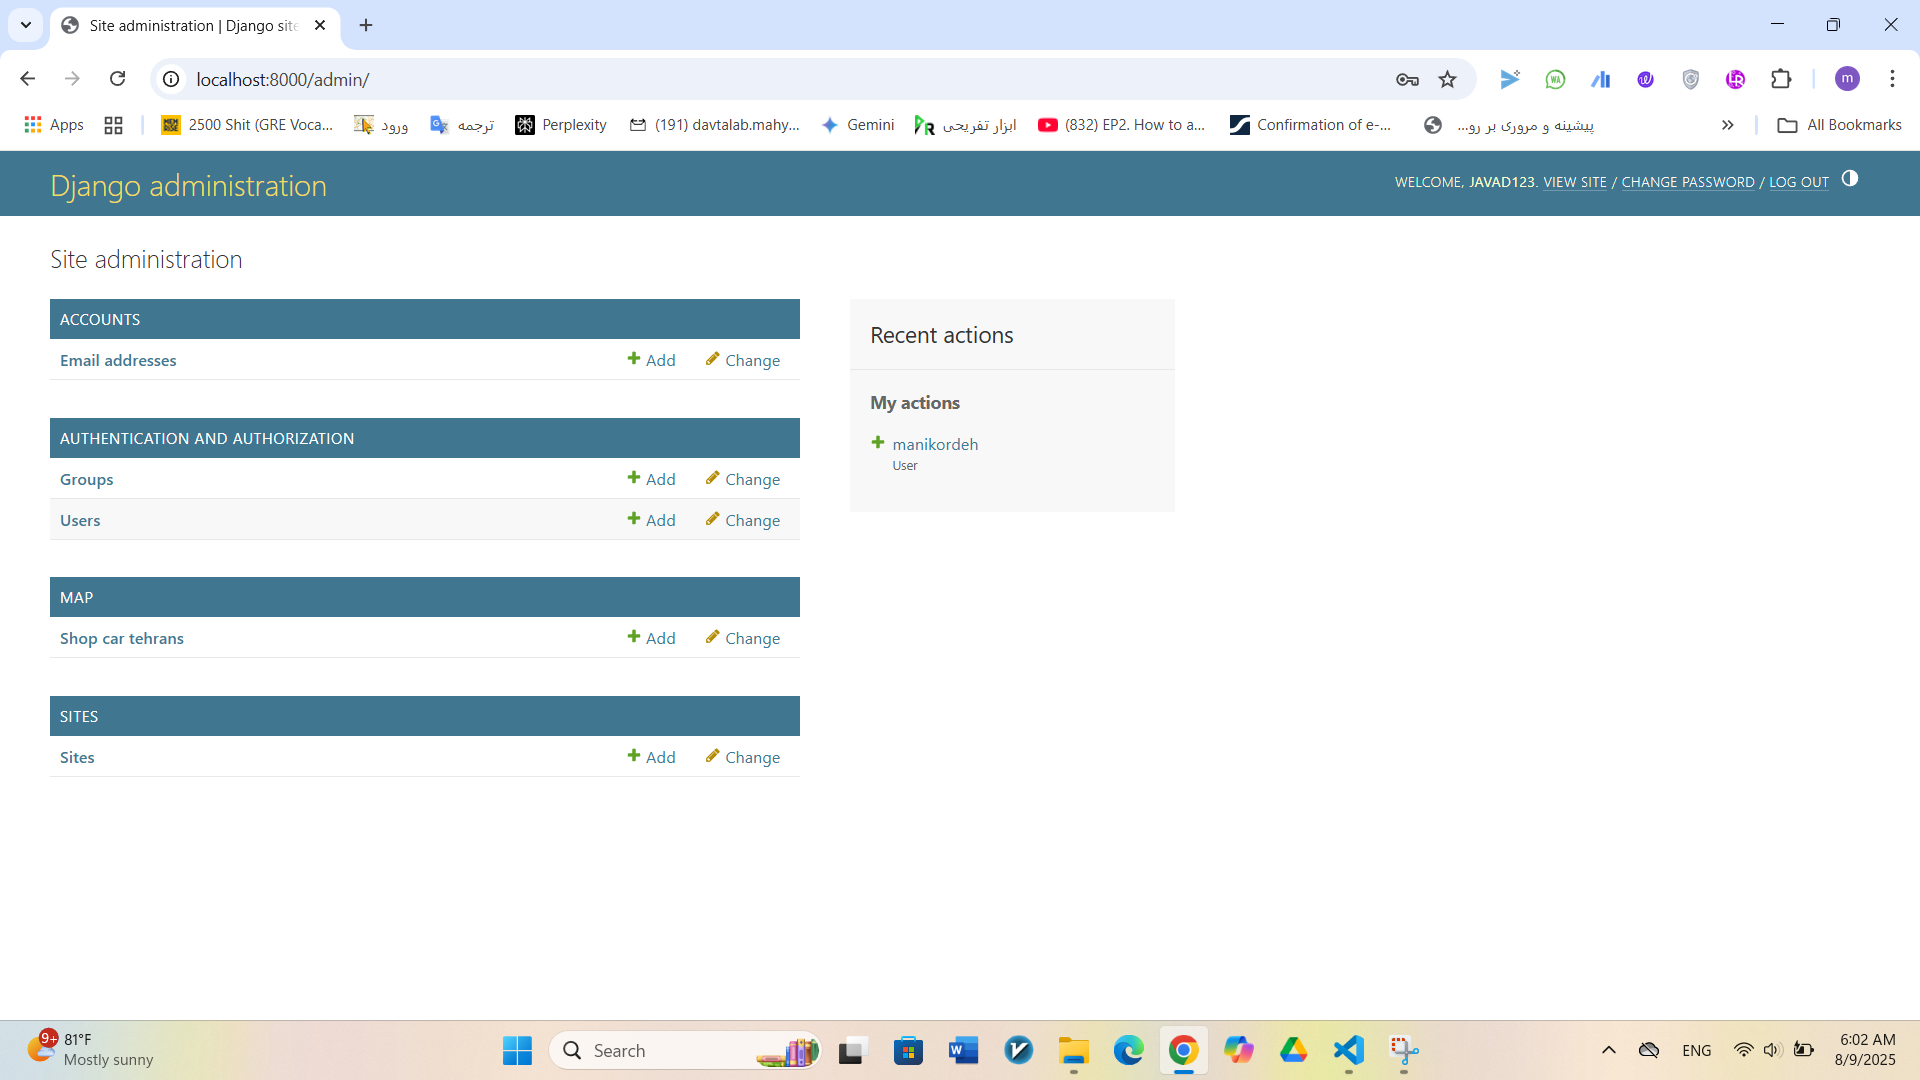 Site administration | Django site
localhost:8000/admin/
Apps
2500 Shit (GRE Voca...
ورود
ترجمه
Perplexity
(191) davtalab.mahy...
Gemini
ابزار تفریحی
(832) EP2. How to a...
Confirmation of e-...
پیشینه و مروری بر رو...
All Bookmarks
Django administration
WELCOME, JAVAD123. VIEW SITE / CHANGE PASSWORD / LOG OUT
Site administration
ACCOUNTS
Email addresses Add Change
AUTHENTICATION AND AUTHORIZATION
Groups Add Change
Users Add Change
MAP
Shop car tehrans Add Change
SITES
Sites Add Change
Recent actions
My actions
manikordeh
User
9+
81°F
Mostly sunny
Search
ENG
6:02 AM
8/9/2025